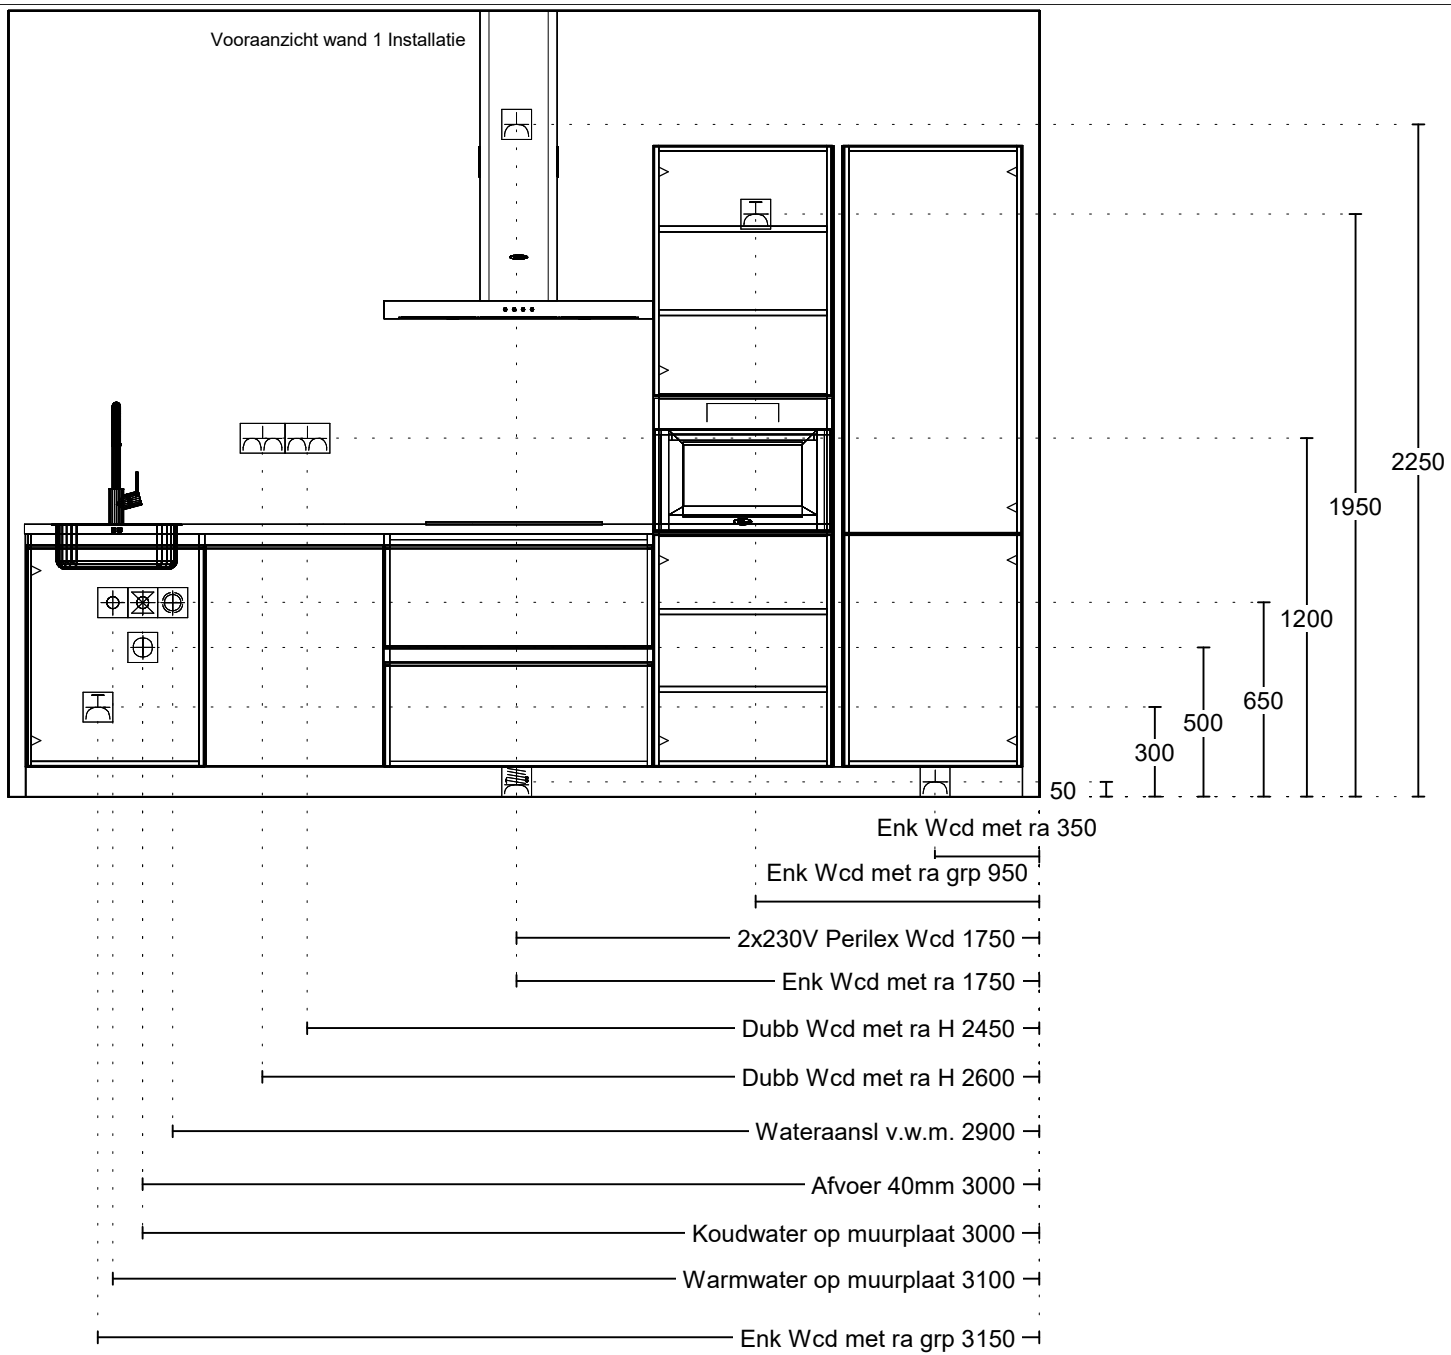 Vooraanzicht wand 1 Installatie
2250
1950
1200
650
500
300
50
Enk Wcd met ra 350
Enk Wcd met ra grp 950
2x230V Perilex Wcd 1750
Enk Wcd met ra 1750
Dubb Wcd met ra H 2450
Dubb Wcd met ra H 2600
Wateraansl v.w.m. 2900
Afvoer 40mm 3000
Koudwater op muurplaat 3000
Warmwater op muurplaat 3100
Enk Wcd met ra grp 3150